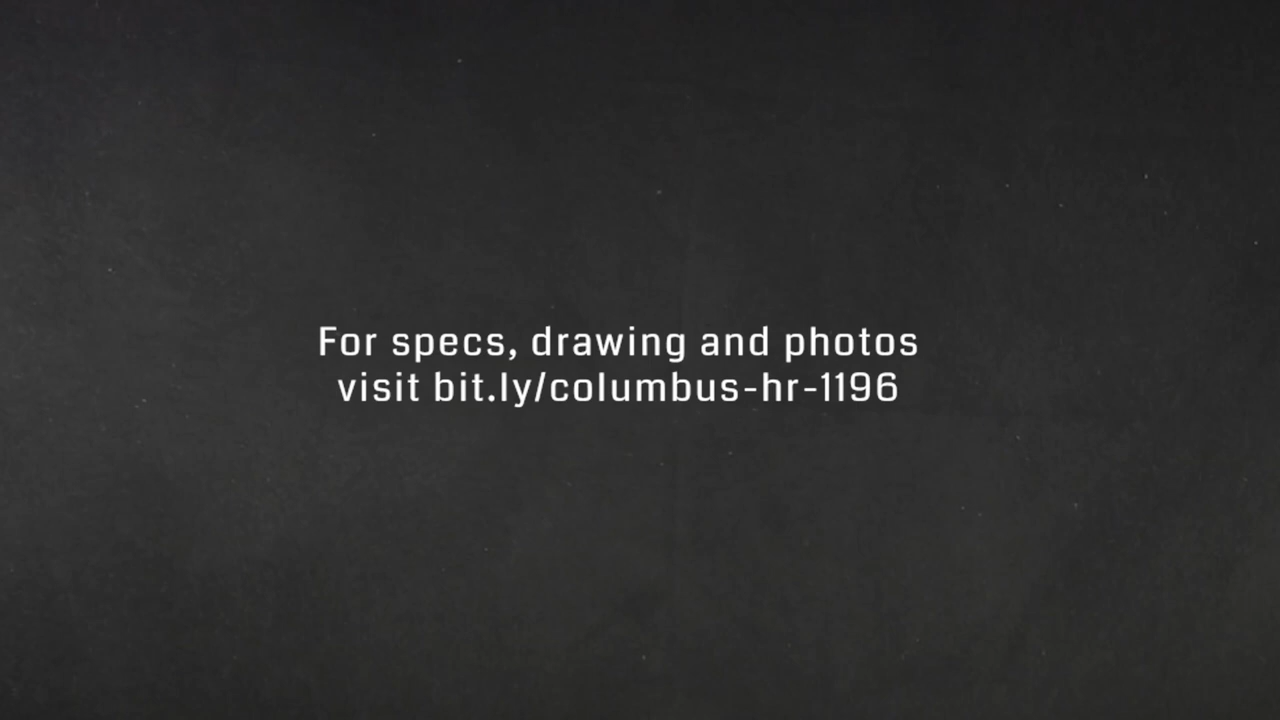 For specs, drawing and photos
visit bit.ly/columbus-hr-1196